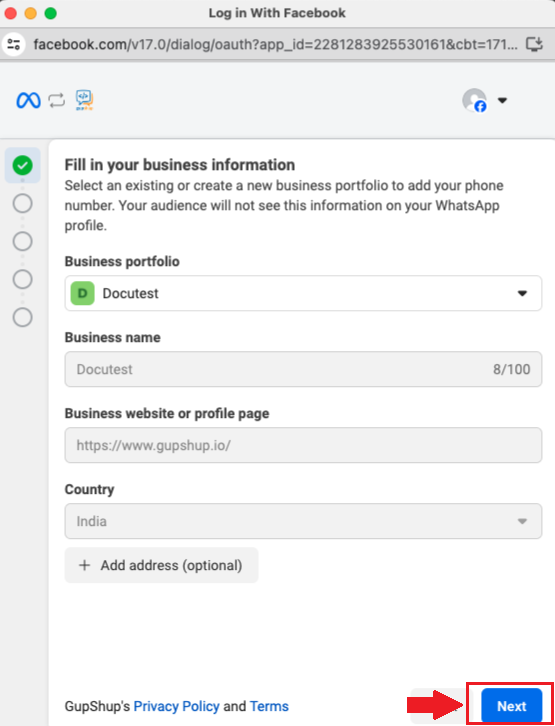 Log in With Facebook
facebook.com/v17.0/dialog/oauth?app_id=2281283925530161&cbt=171...
Fill in your business information
Select an existing or create a new business portfolio to add your phone
number. Your audience will not see this information on your WhatsApp
profile.
Business portfolio
D Docutest
Business name
Docutest 8/100
Business website or profile page
https://www.gupshup.io/
Country
India
+ Add address (optional)
GupShup's Privacy Policy and Terms
Next